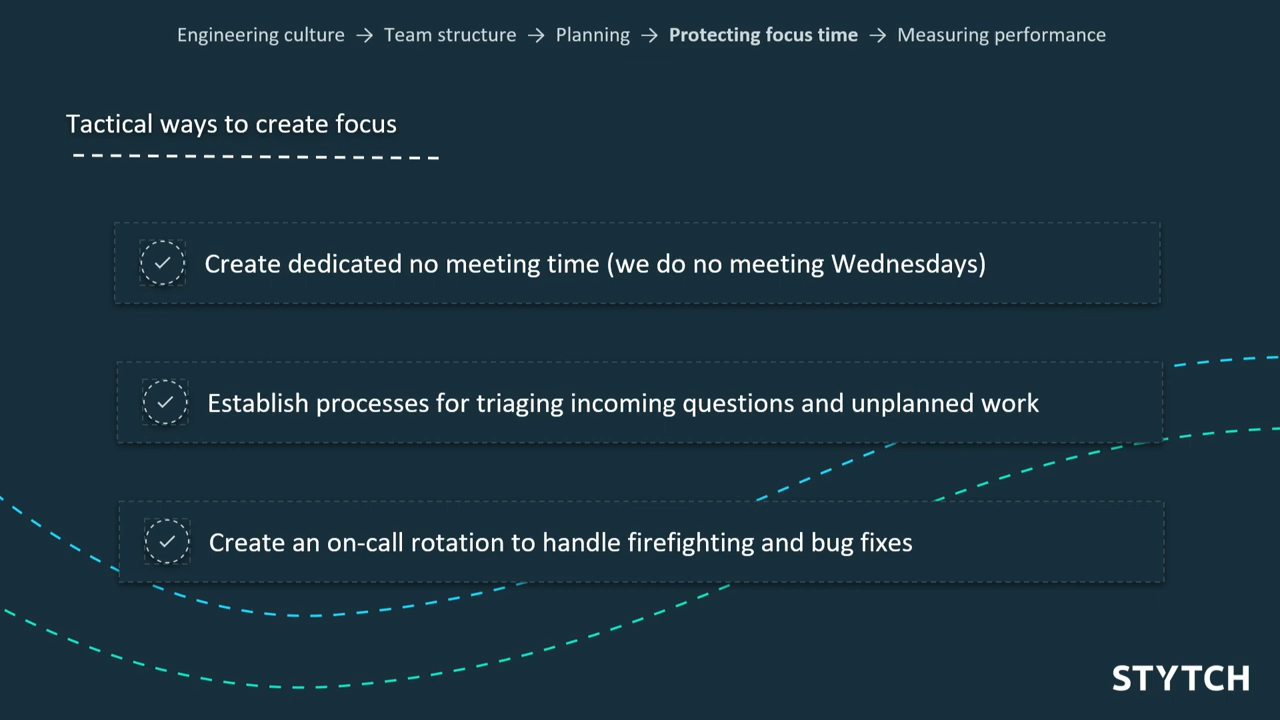 Engineering culture → Team structure → Planning → Protecting focus time → Measuring performance
Tactical ways to create focus
Create dedicated no meeting time (we do no meeting Wednesdays)
Establish processes for triaging incoming questions and unplanned work
Create an on-call rotation to handle firefighting and bug fixes
STYTCH